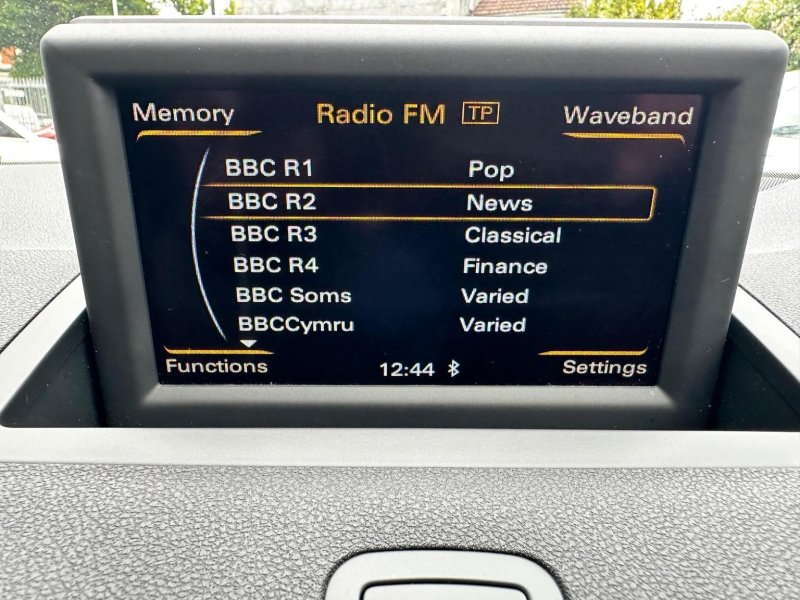 Memory Radio FM TP Waveband
BBC R1 Pop
BBC R2 News
BBC R3 Classical
BBC R4 Finance
BBC Soms Varied
BBCCymru Varied
Functions 12:44 Settings